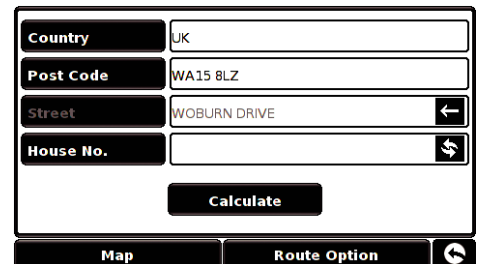 Country UK
Post Code WA15 8LZ
Street WOBURN DRIVE
House No.
Calculate
Map Route Option